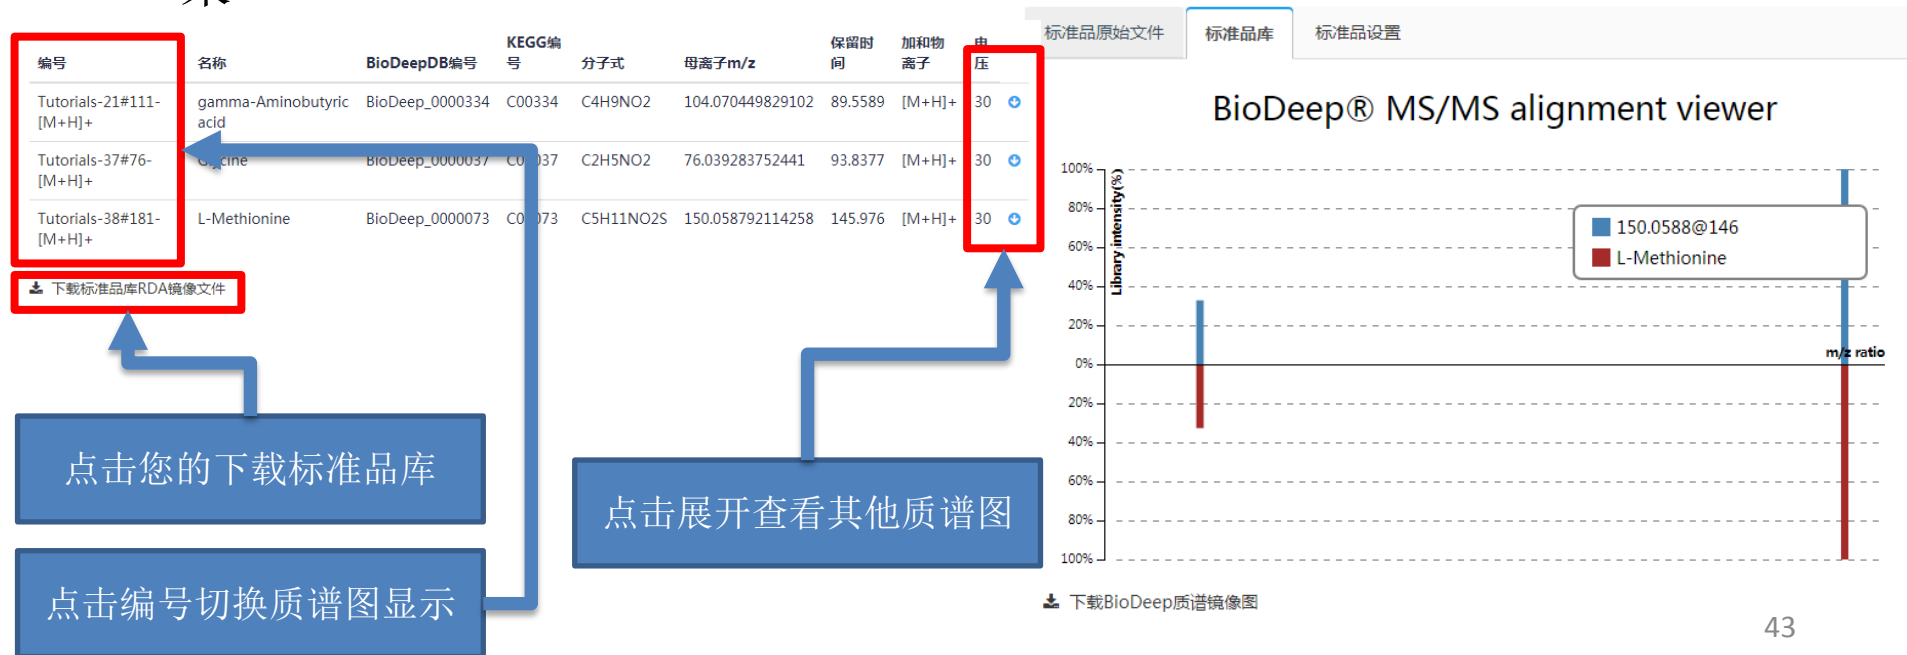 编号 名称 BioDeepDB编号 KEGG编号 分子式 母离子m/z 保留时间 加和物离子
Tutorials-21#111-[M+H]+ gamma-Aminobutyric acid BioDeep_0000334 C00334 C4H9NO2 104.070449829102 89.5589 [M+H]+ 30
Tutorials-37#76-[M+H]+ BioDeep_0000037 C2H5NO2 76.039283752441 93.8377 [M+H]+ 30
Tutorials-38#181-[M+H]+ L-Methionine BioDeep_0000073 C5H11NO2S 150.058792114258 145.976 [M+H]+ 30
下载标准品库RDA镜像文件
点击您的下载标准品库
点击编号切换质谱图显示
点击展开查看其他质谱图
标准品原始文件 标准品库 标准品设置
BioDeep® MS/MS alignment viewer
Library intensity(%)
100%
80%
60%
40%
20%
0%
20%
40%
60%
80%
100%
150.0588@146
L-Methionine
m/z ratio
下载BioDeep质谱镜像图
43